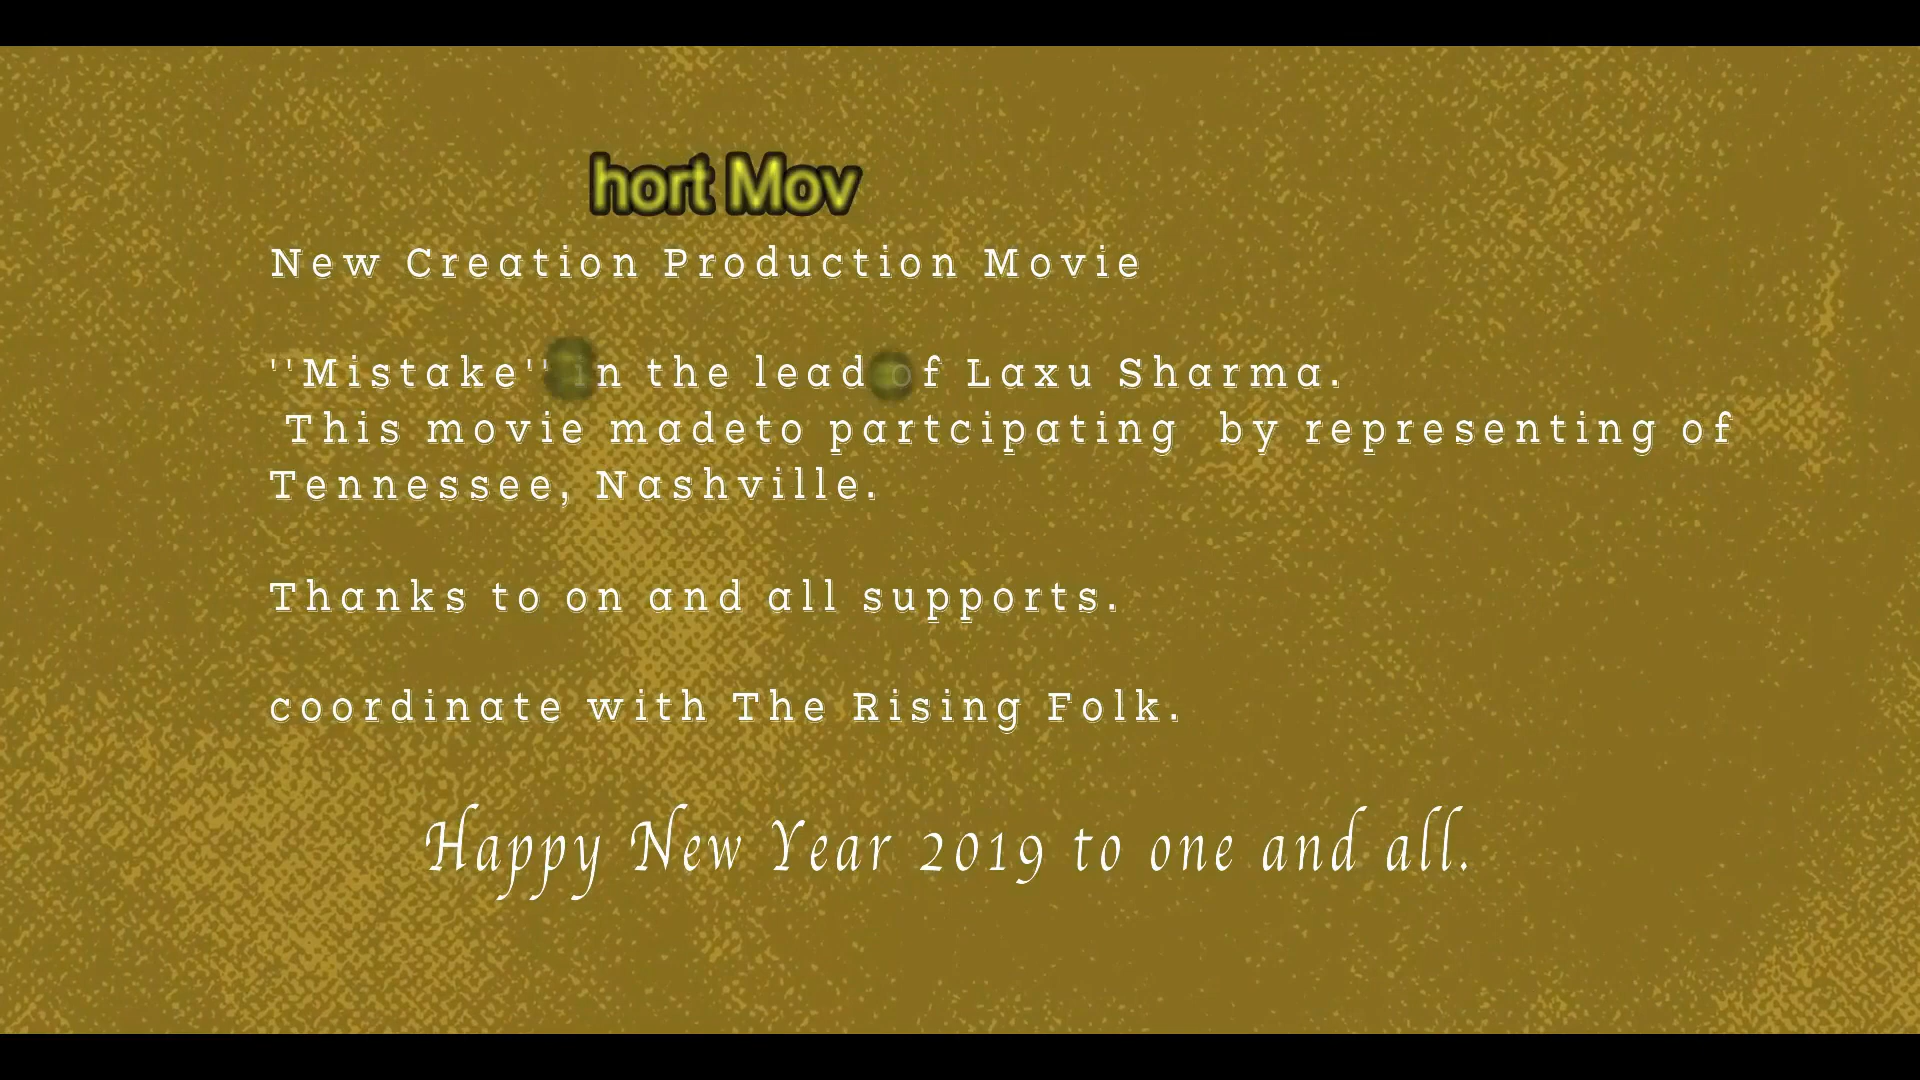 hort Mov
New Creation Production Movie
''Mistake'' in the lead of Laxu Sharma.
This movie madeto partcipating by representing of
Tennessee, Nashville.
Thanks to on and all supports.
coordinate with The Rising Folk.
Happy New Year 2019 to one and all.